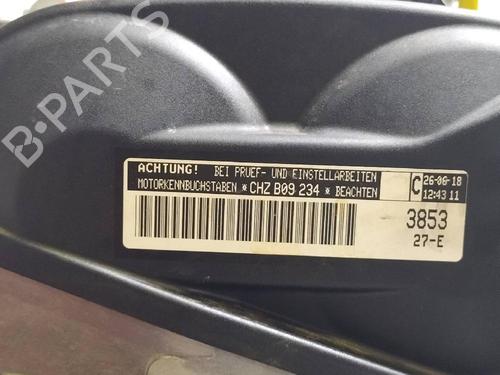 B-PARTS
ACHTUNG! BEI PRUEF- UND EINSTELLARBEITEN
MOTORKENNBUCHSTABEN * CHZ B09 234 * BEACHTEN
C 26-06-18
12:43 11
3853
27-E